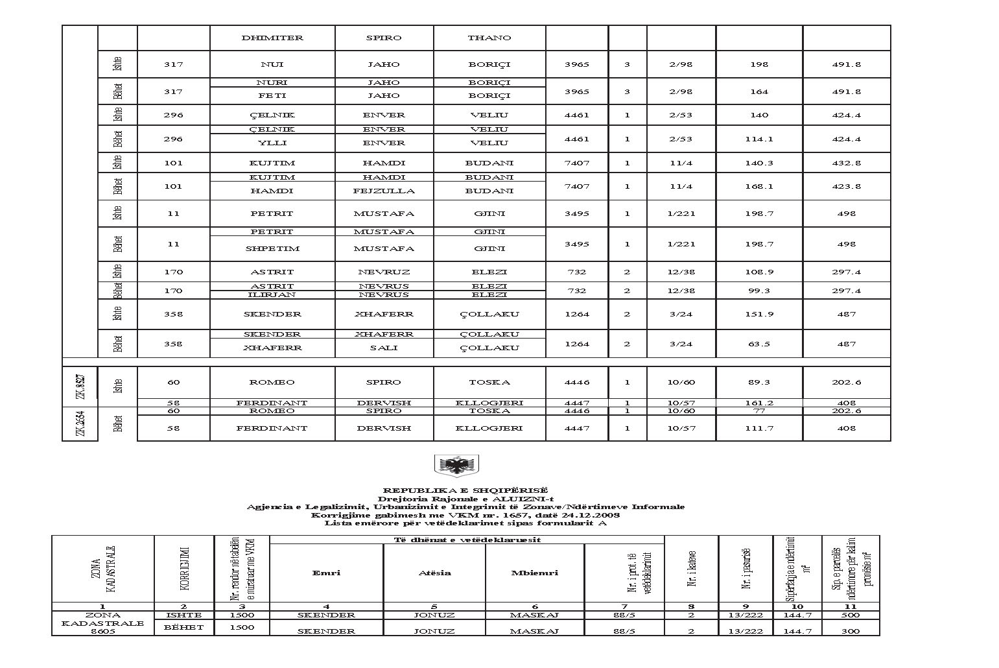 DHIMITER SPIRO THANO
Ishte 317 NUI JAHO BORIÇI 3965 3 2/98 198 491.8
Bëhet 317 NURI JAHO BORIÇI 3965 3 2/98 164 491.8
FETI JAHO BORIÇI
Ishte 296 ÇELNIK ENVER VELIU 4461 1 2/53 140 424.4
Bëhet 296 ÇELNIK ENVER VELIU 4461 1 2/53 114.1 424.4
YLLI ENVER VELIU
Ishte 101 KUJTIM HAMDI BUDANI 7407 1 11/4 140.3 432.8
Bëhet 101 KUJTIM HAMDI BUDANI 7407 1 11/4 168.1 423.8
HAMDI FEJZULLA BUDANI
Ishte 11 PETRIT MUSTAFA GJINI 3495 1 1/221 198.7 498
Bëhet 11 PETRIT MUSTAFA GJINI 3495 1 1/221 198.7 498
SHPETIM MUSTAFA GJINI
Ishte 170 ASTRIT NEVRUZ ELEZI 732 2 12/38 108.9 297.4
Bëhet 170 ASTRIT NEVRUS ELEZI 732 2 12/38 99.3 297.4
ILIRJAN NEVRUS ELEZI
Ishte 358 SKENDER XHAFERR ÇOLLAKU 1264 2 3/24 151.9 487
Bëhet 358 SKENDER XHAFERR ÇOLLAKU 1264 2 3/24 63.5 487
XHAFERR SALI ÇOLLAKU
ZK.8527 Ishte 60 ROMEO SPIRO TOSKA 4446 1 10/60 89.3 202.6
58 FERDINANT DERVISH KLLOGJERI 4447 1 10/57 161.2 408
ZK.2654 Bëhet 60 ROMEO SPIRO TOSKA 4446 1 10/60 77 202.6
58 FERDINANT DERVISH KLLOGJERI 4447 1 10/57 111.7 408
REPUBLIKA E SHQIPËRISË
Drejtoria Rajonale e ALUIZNI-t
Agjencia e Legalizimit, Urbanizimit e Integrimit të Zonave/Ndërtimeve Informale
Korrigjime gabimesh me VKM nr. 1657, datë 24.12.2008
Lista emërore për vetëdeklarimet sipas formularit A
ZONA
KADASTRALE
KORRIGJIMI
Nr. rendor në tabelën
e miratuar me VKM
Të dhënat e vetëdeklaruesit
Emri Atësia Mbiemri
Nr. i prot. të
vetëdeklarimit
Nr. i kateve
Nr. i pasurisë
Sipërfaqja e ndërtimit
m²
Sip. e parcelës
ndërtimore për kalim
pronësie m²
1 2 3 4 5 6 7 8 9 10 11
ZONA ISHTE 1500 SKENDER JONUZ MASKAJ 88/5 2 13/222 144.7 500
KADASTRALE
8605 BËHET 1500 SKENDER JONUZ MASKAJ 88/5 2 13/222 144.7 300